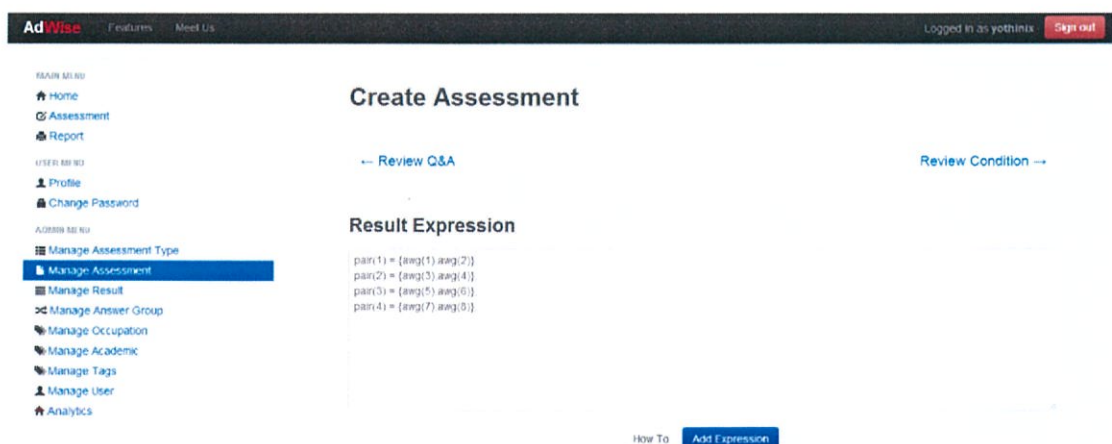 AdWise Features Meet Us Logged in as yothinix Sign out
MAIN MENU
Home
Assessment
Report
USER MENU
Profile
Change Password
ADMIN MENU
Manage Assessment Type
Manage Assessment
Manage Result
Manage Answer Group
Manage Occupation
Manage Academic
Manage Tags
Manage User
Analytics
Create Assessment
← Review Q&A Review Condition →
Result Expression
pair(1) = {awg(1).awg(2)}
pair(2) = {awg(3).awg(4)}
pair(3) = {awg(5).awg(6)}
pair(4) = {awg(7).awg(8)}
How To Add Expression